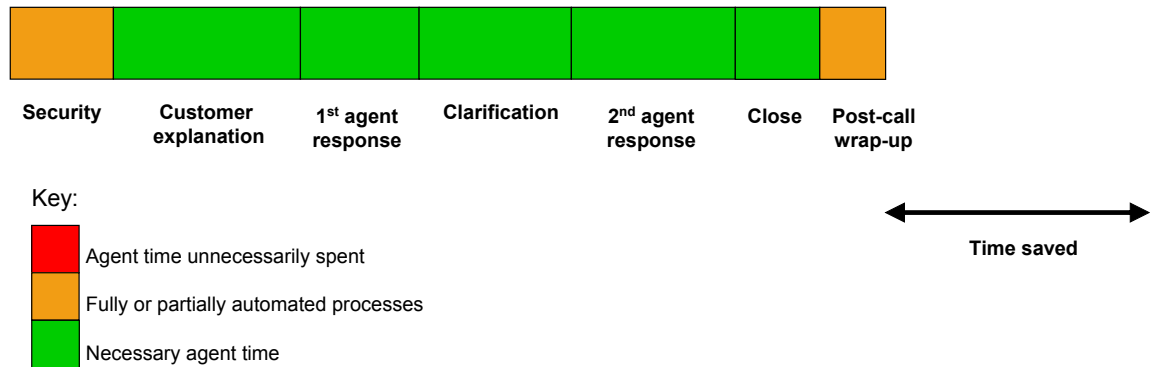 Security
Customer
explanation
1st agent
response
Clarification
2nd agent
response
Close
Post-call
wrap-up
Key:
Agent time unnecessarily spent
Fully or partially automated processes
Necessary agent time
Time saved